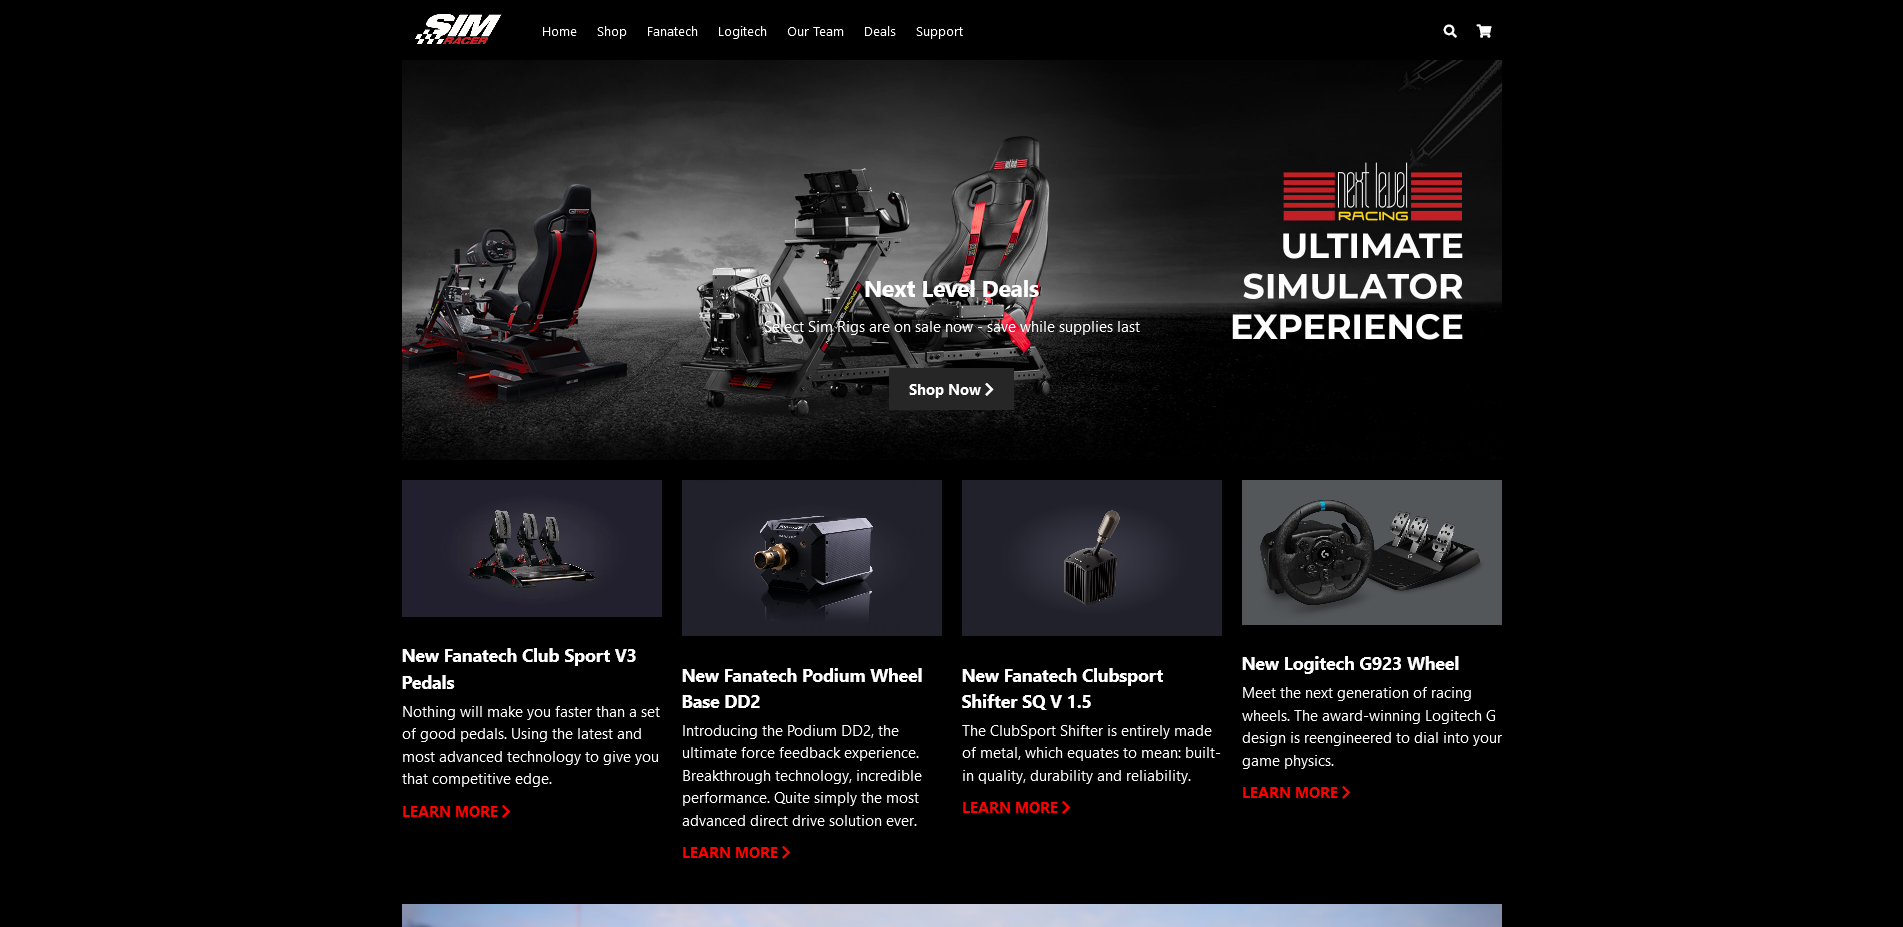 SIM
RACER
Home Shop Fanatech Logitech Our Team Deals Support
next level
RACING
ULTIMATE
SIMULATOR
EXPERIENCE
Next Level Deals
Select Sim Rigs are on sale now - save while supplies last
Shop Now
New Fanatech Club Sport V3
Pedals
Nothing will make you faster than a set
of good pedals. Using the latest and
most advanced technology to give you
that competitive edge.
LEARN MORE
New Fanatech Podium Wheel
Base DD2
Introducing the Podium DD2, the
ultimate force feedback experience.
Breakthrough technology, incredible
performance. Quite simply the most
advanced direct drive solution ever.
LEARN MORE
New Fanatech Clubsport
Shifter SQ V 1.5
The ClubSport Shifter is entirely made
of metal, which equates to mean: built-
in quality, durability and reliability.
LEARN MORE
New Logitech G923 Wheel
Meet the next generation of racing
wheels. The award-winning Logitech G
design is reengineered to dial into your
game physics.
LEARN MORE